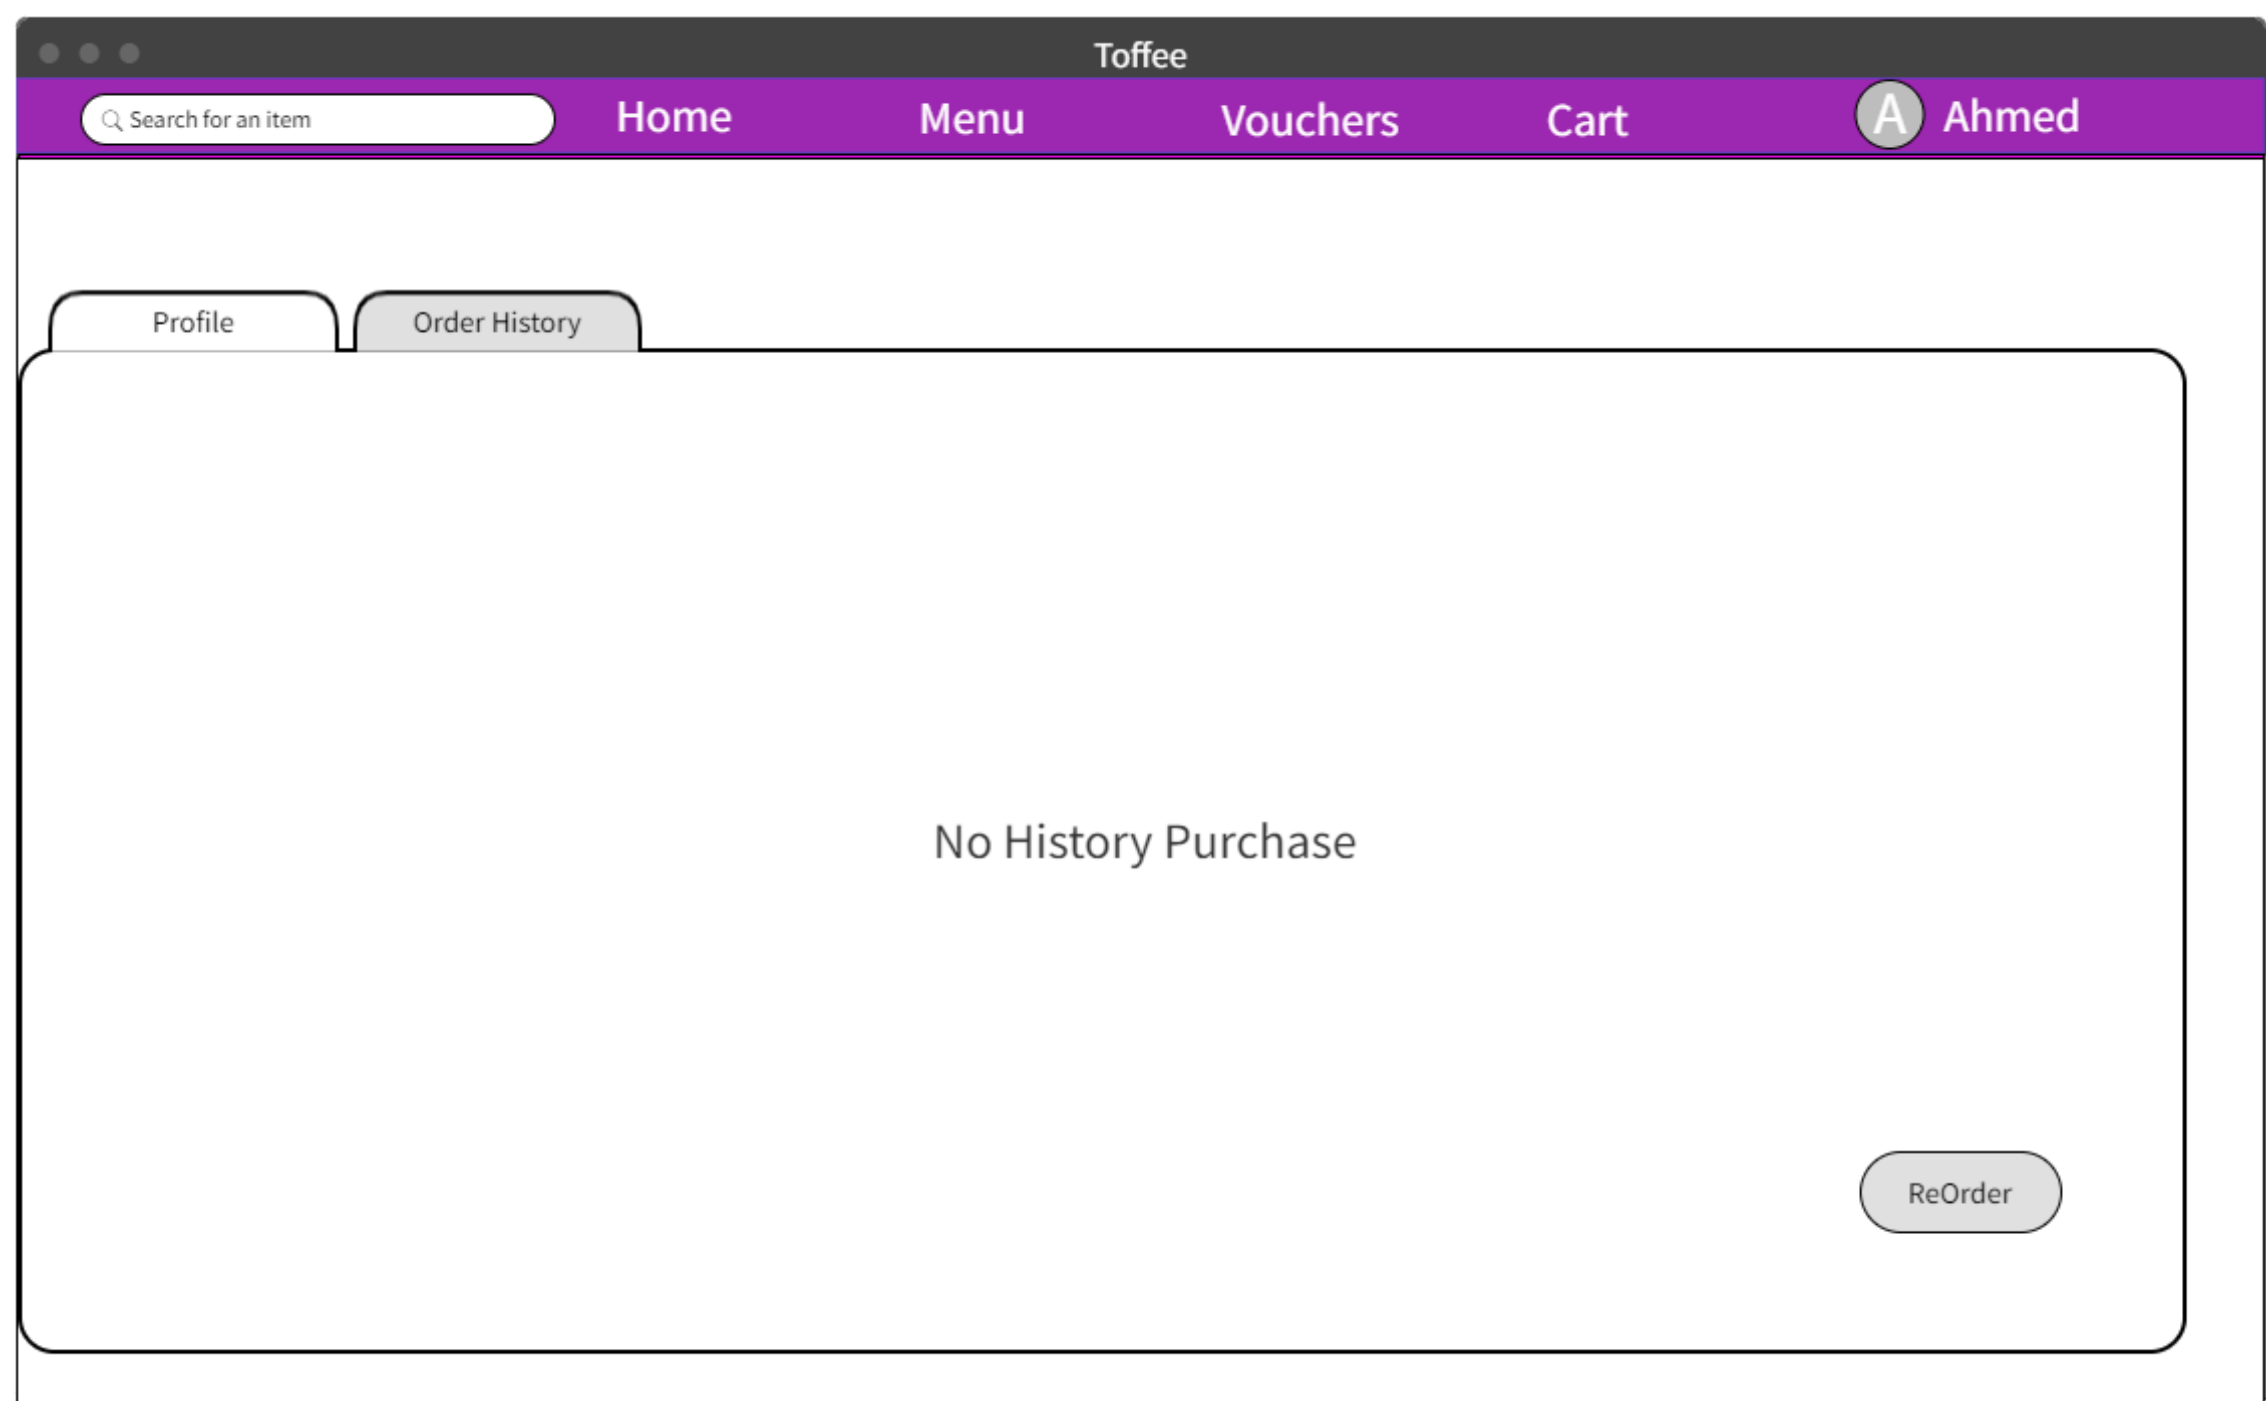 Toffee
Search for an item
Home
Menu
Vouchers
Cart
A
Ahmed
Profile
Order History
No History Purchase
ReOrder